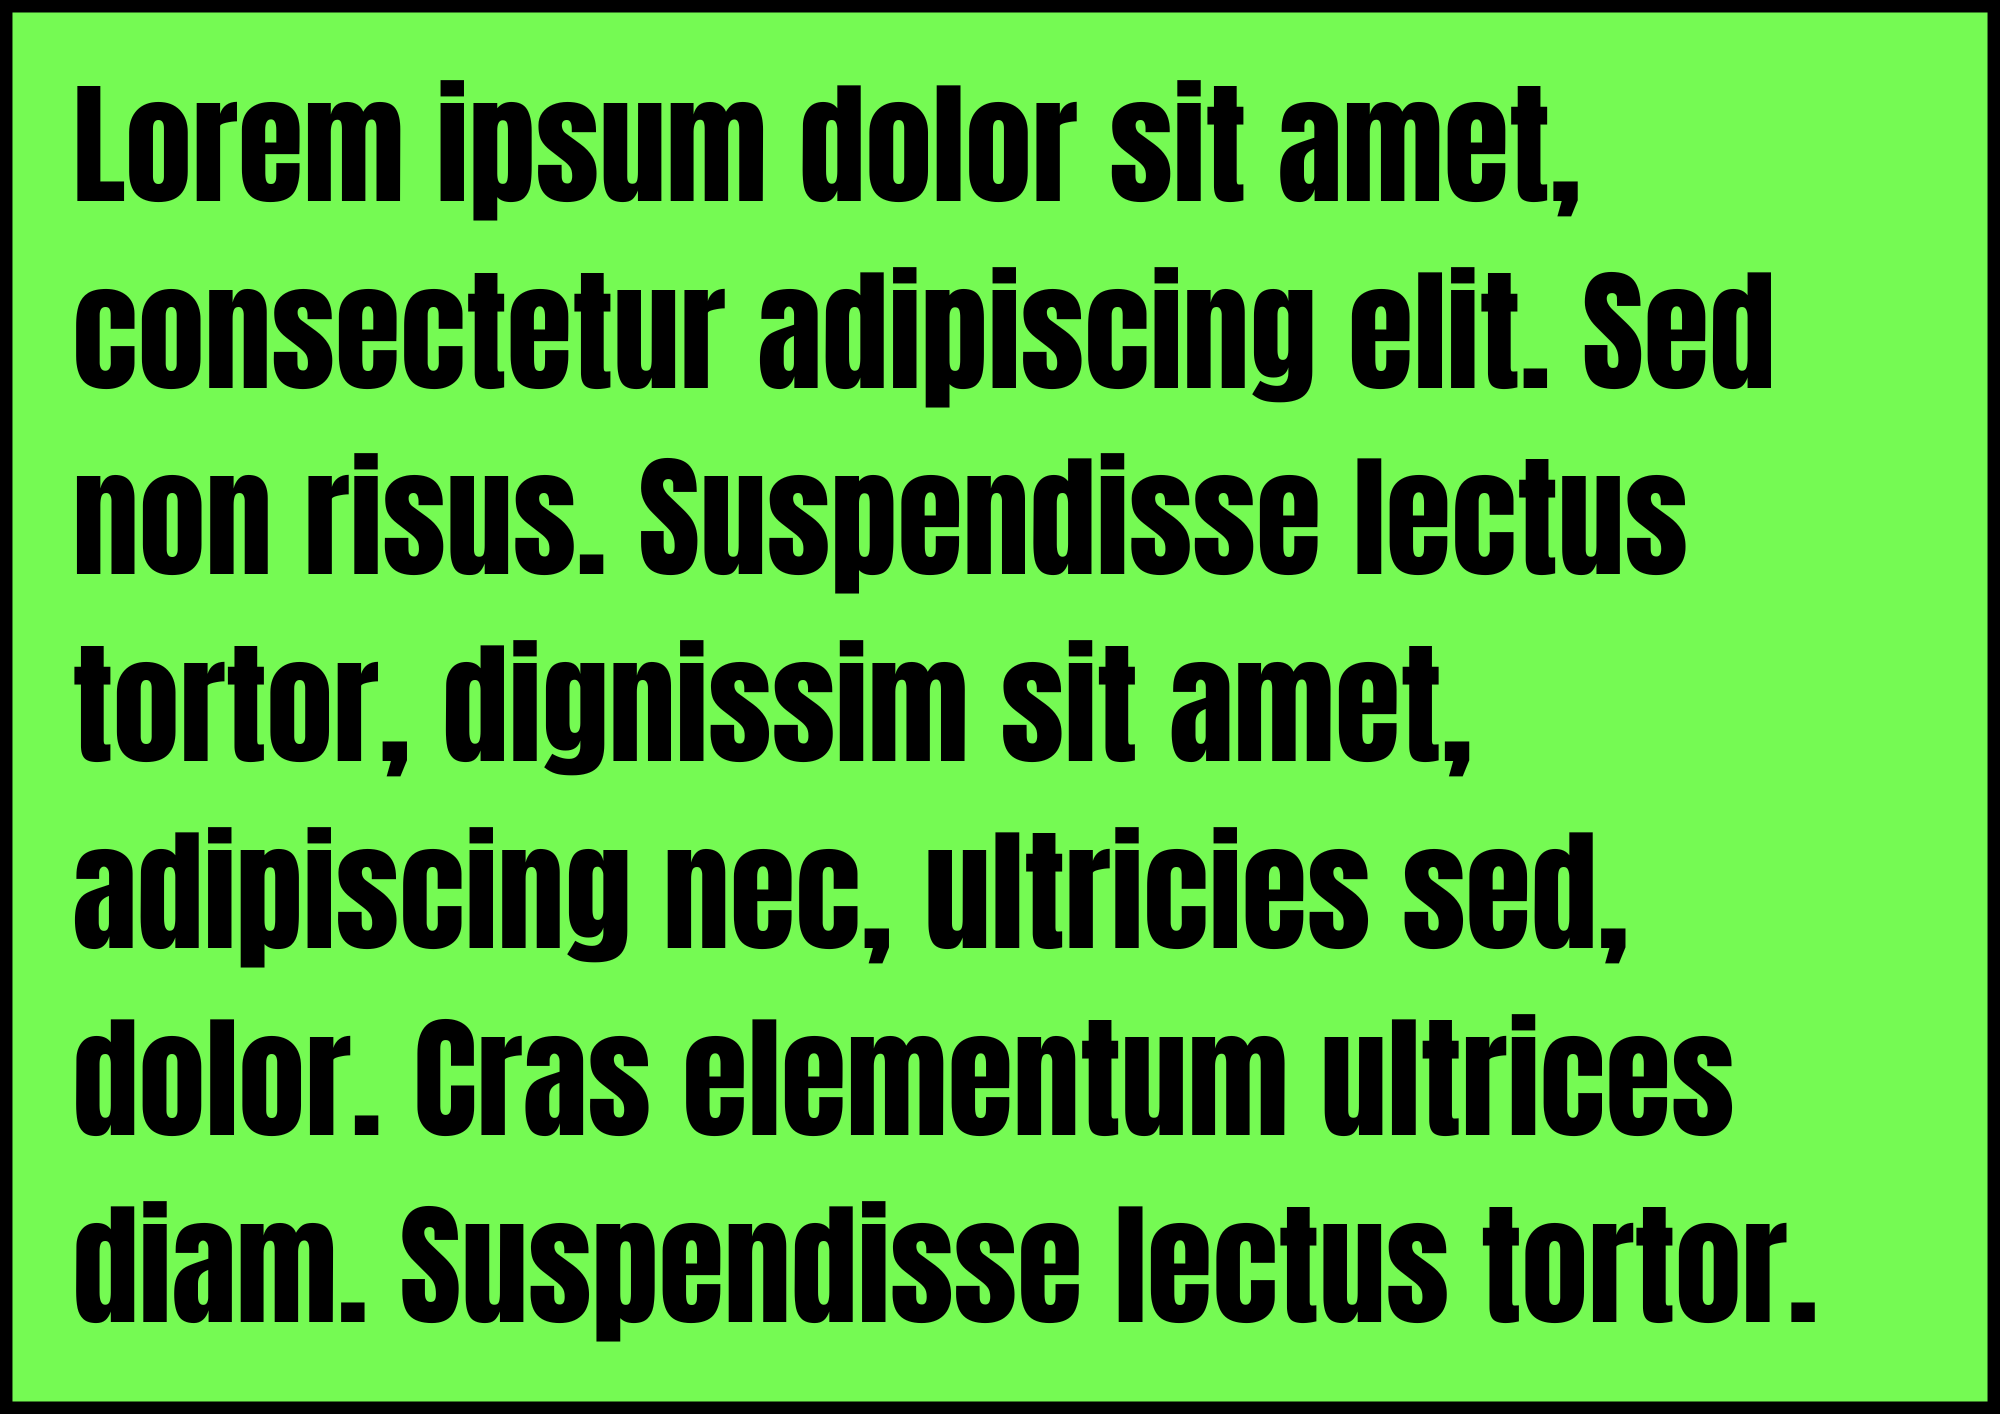 Lorem ipsum dolor sit amet,
consectetur adipiscing elit. Sed
non risus. Suspendisse lectus
tortor, dignissim sit amet,
adipiscing nec, ultricies sed,
dolor. Cras elementum ultrices
diam. Suspendisse lectus tortor.